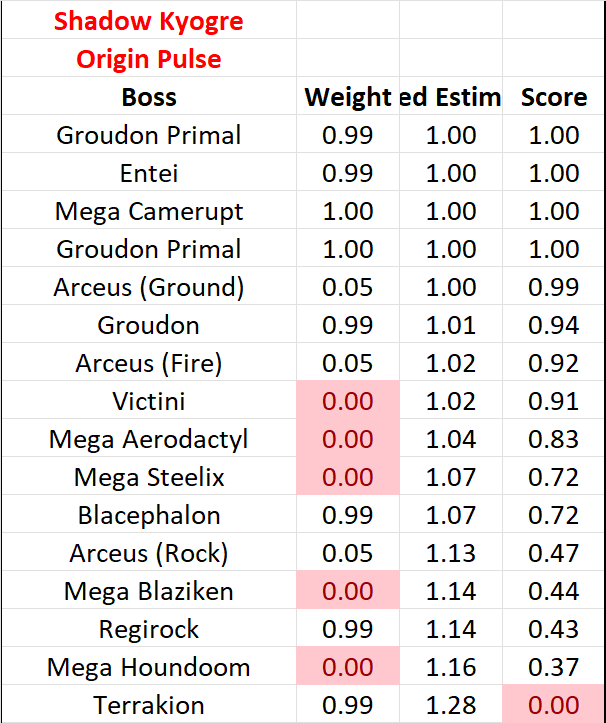 Shadow Kyogre
Origin Pulse
Boss Weight ed Estim Score
Groudon Primal 0.99 1.00 1.00
Entei 0.99 1.00 1.00
Mega Camerupt 1.00 1.00 1.00
Groudon Primal 1.00 1.00 1.00
Arceus (Ground) 0.05 1.00 0.99
Groudon 0.99 1.01 0.94
Arceus (Fire) 0.05 1.02 0.92
Victini 0.00 1.02 0.91
Mega Aerodactyl 0.00 1.04 0.83
Mega Steelix 0.00 1.07 0.72
Blacephalon 0.99 1.07 0.72
Arceus (Rock) 0.05 1.13 0.47
Mega Blaziken 0.00 1.14 0.44
Regirock 0.99 1.14 0.43
Mega Houndoom 0.00 1.16 0.37
Terrakion 0.99 1.28 0.00